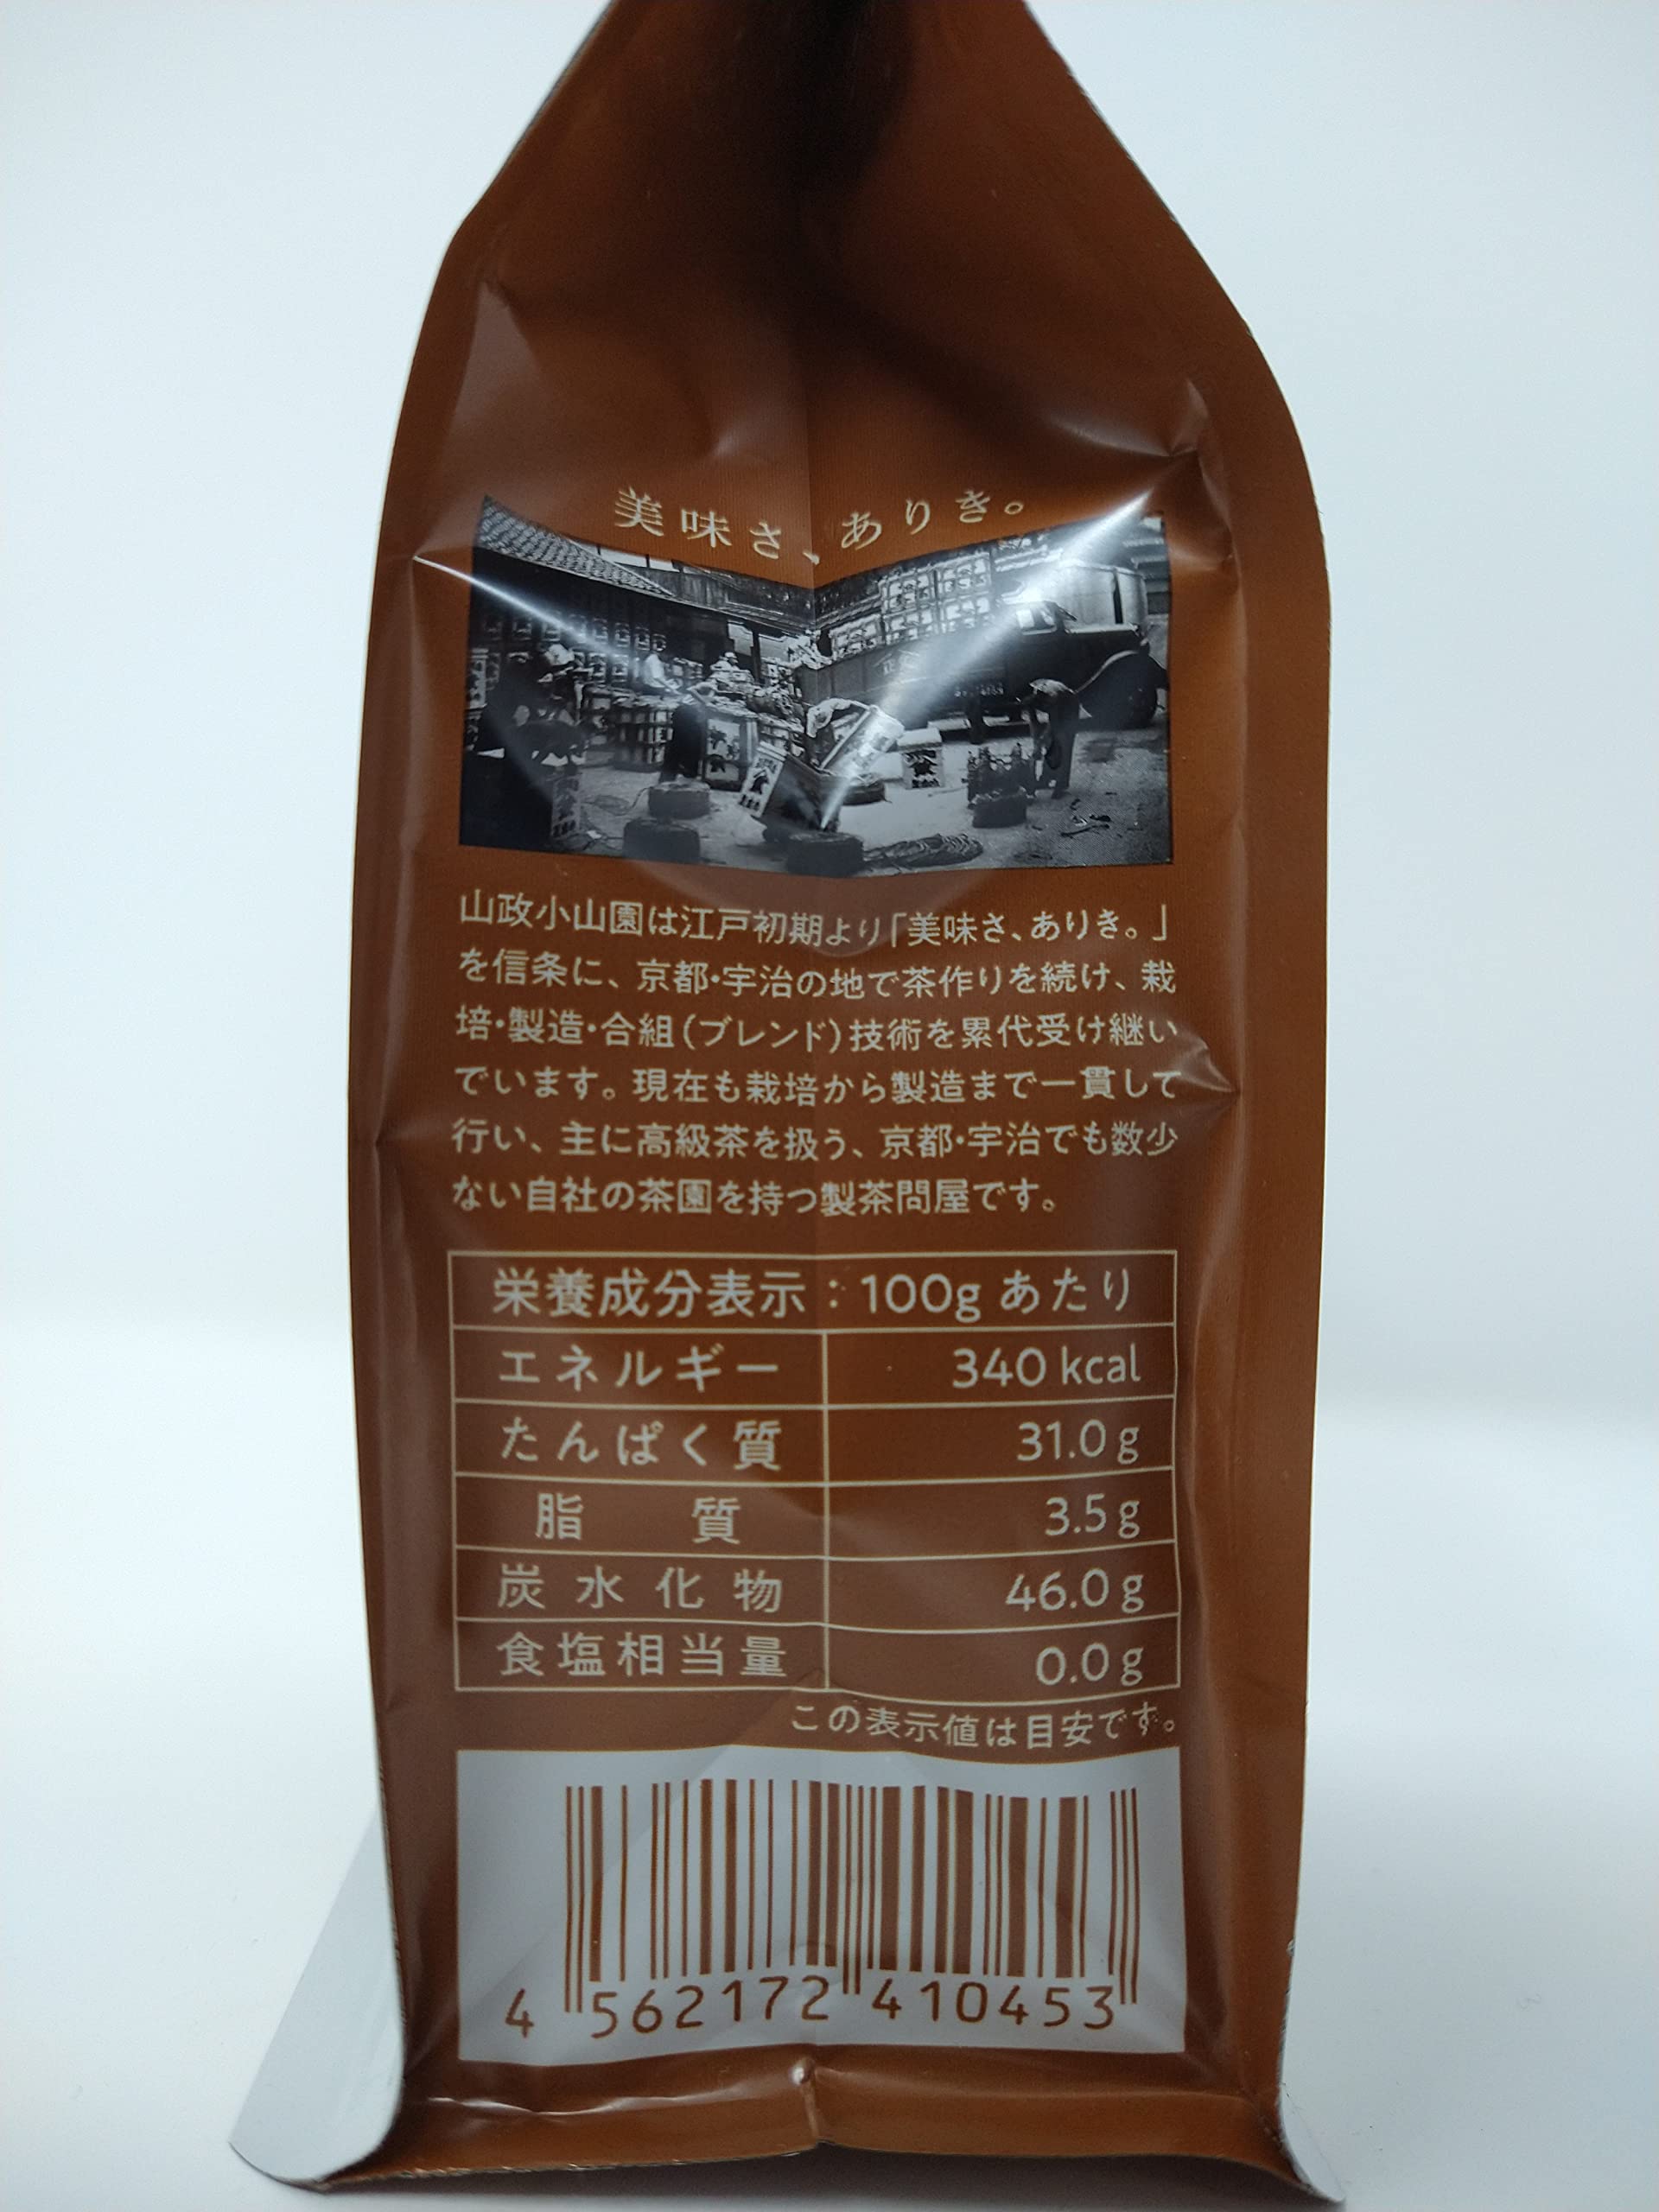 美味さ、ありき。
山政小山園は江戸初期より「美味さ、ありき。」
を信条に、京都・宇治の地で茶作りを続け、栽
培・製造・合組（ブレンド）技術を累代受け継い
でいます。現在も栽培から製造まで一貫して
行い、主に高級茶を扱う、京都・宇治でも数少
ない自社の茶園を持つ製茶問屋です。
栄養成分表示：100g あたり
エネルギー 340 kcal
たんぱく質 31.0 g
脂質 3.5 g
炭水化物 46.0 g
食塩相当量 0.0 g
この表示値は目安です。
4 562172 410453